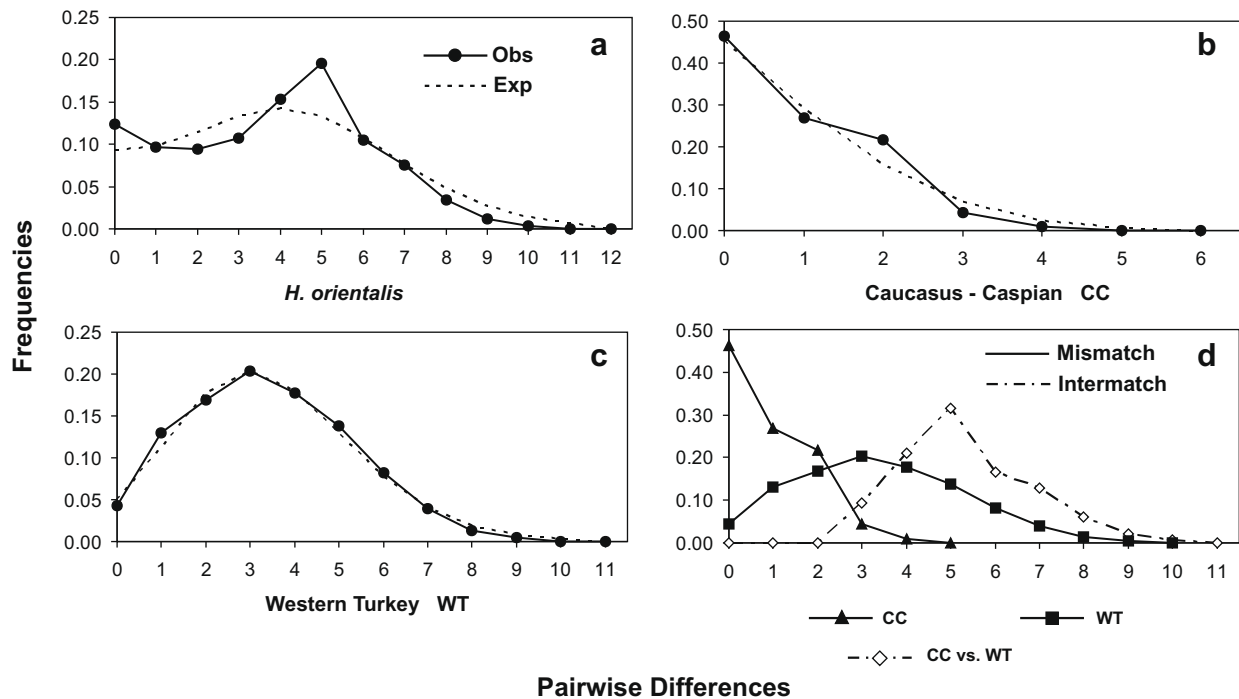 Frequencies
0.25
0.20
0.15
0.10
0.05
0.00
a
Obs
Exp
0 1 2 3 4 5 6 7 8 9 10 11 12
H. orientalis
0.50
0.40
0.30
0.20
0.10
0.00
b
0 1 2 3 4 5 6
Caucasus - Caspian CC
0.25
0.20
0.15
0.10
0.05
0.00
c
0 1 2 3 4 5 6 7 8 9 10 11
Western Turkey WT
0.50
0.40
0.30
0.20
0.10
0.00
d
Mismatch
Intermatch
0 1 2 3 4 5 6 7 8 9 10 11
CC WT
CC vs. WT
Pairwise Differences